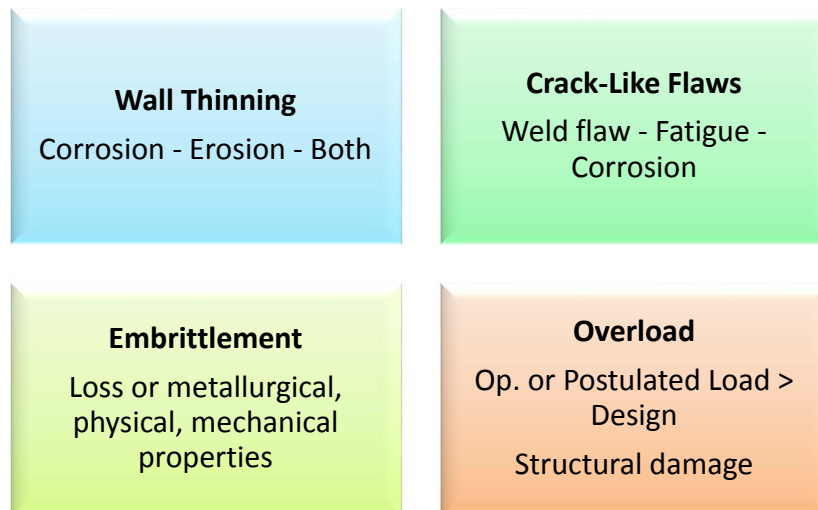 Wall Thinning
Corrosion - Erosion - Both
Crack-Like Flaws
Weld flaw - Fatigue -
Corrosion
Embrittlement
Loss or metallurgical,
physical, mechanical
properties
Overload
Op. or Postulated Load >
Design
Structural damage